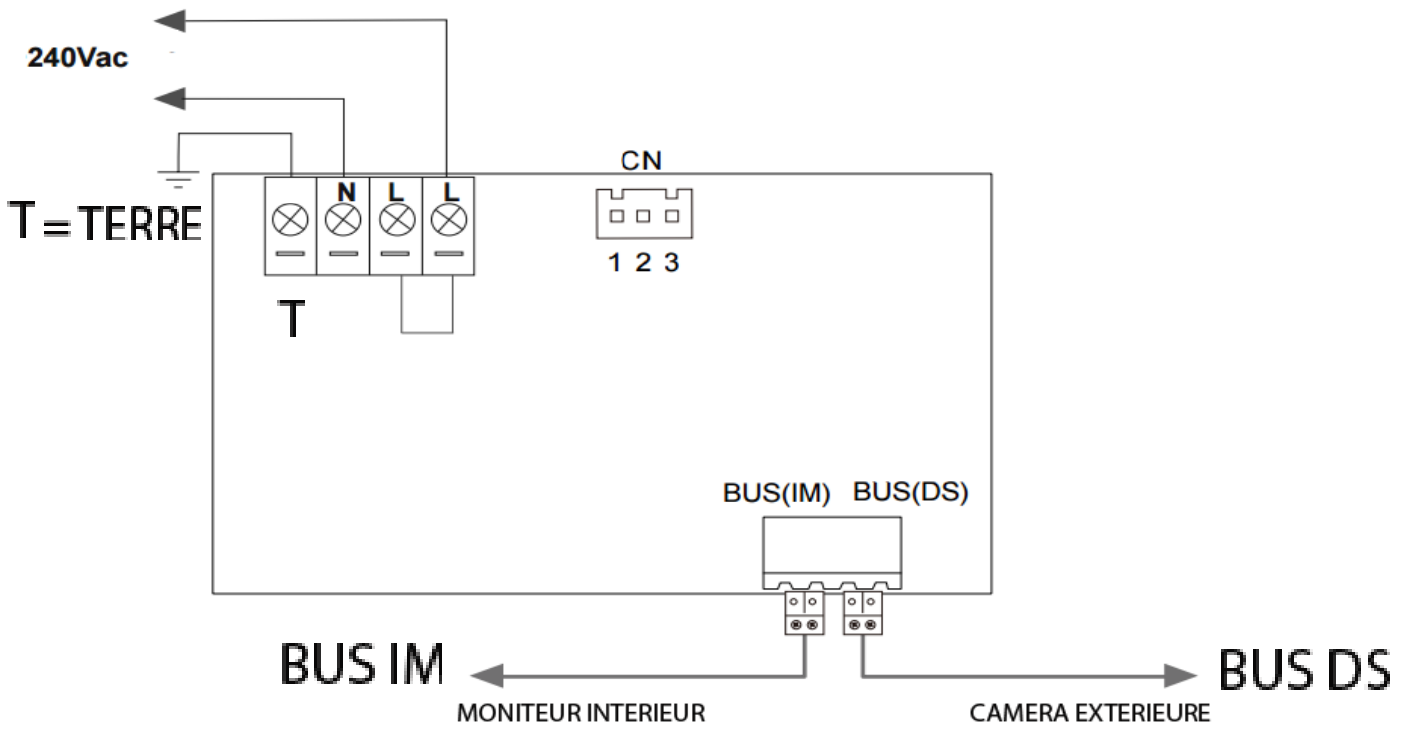 240Vac
CN
N L L
T = TERRE
1 2 3
T
BUS(IM) BUS(DS)
BUS IM
BUS DS
MONITEUR INTERIEUR
CAMERA EXTERIEURE